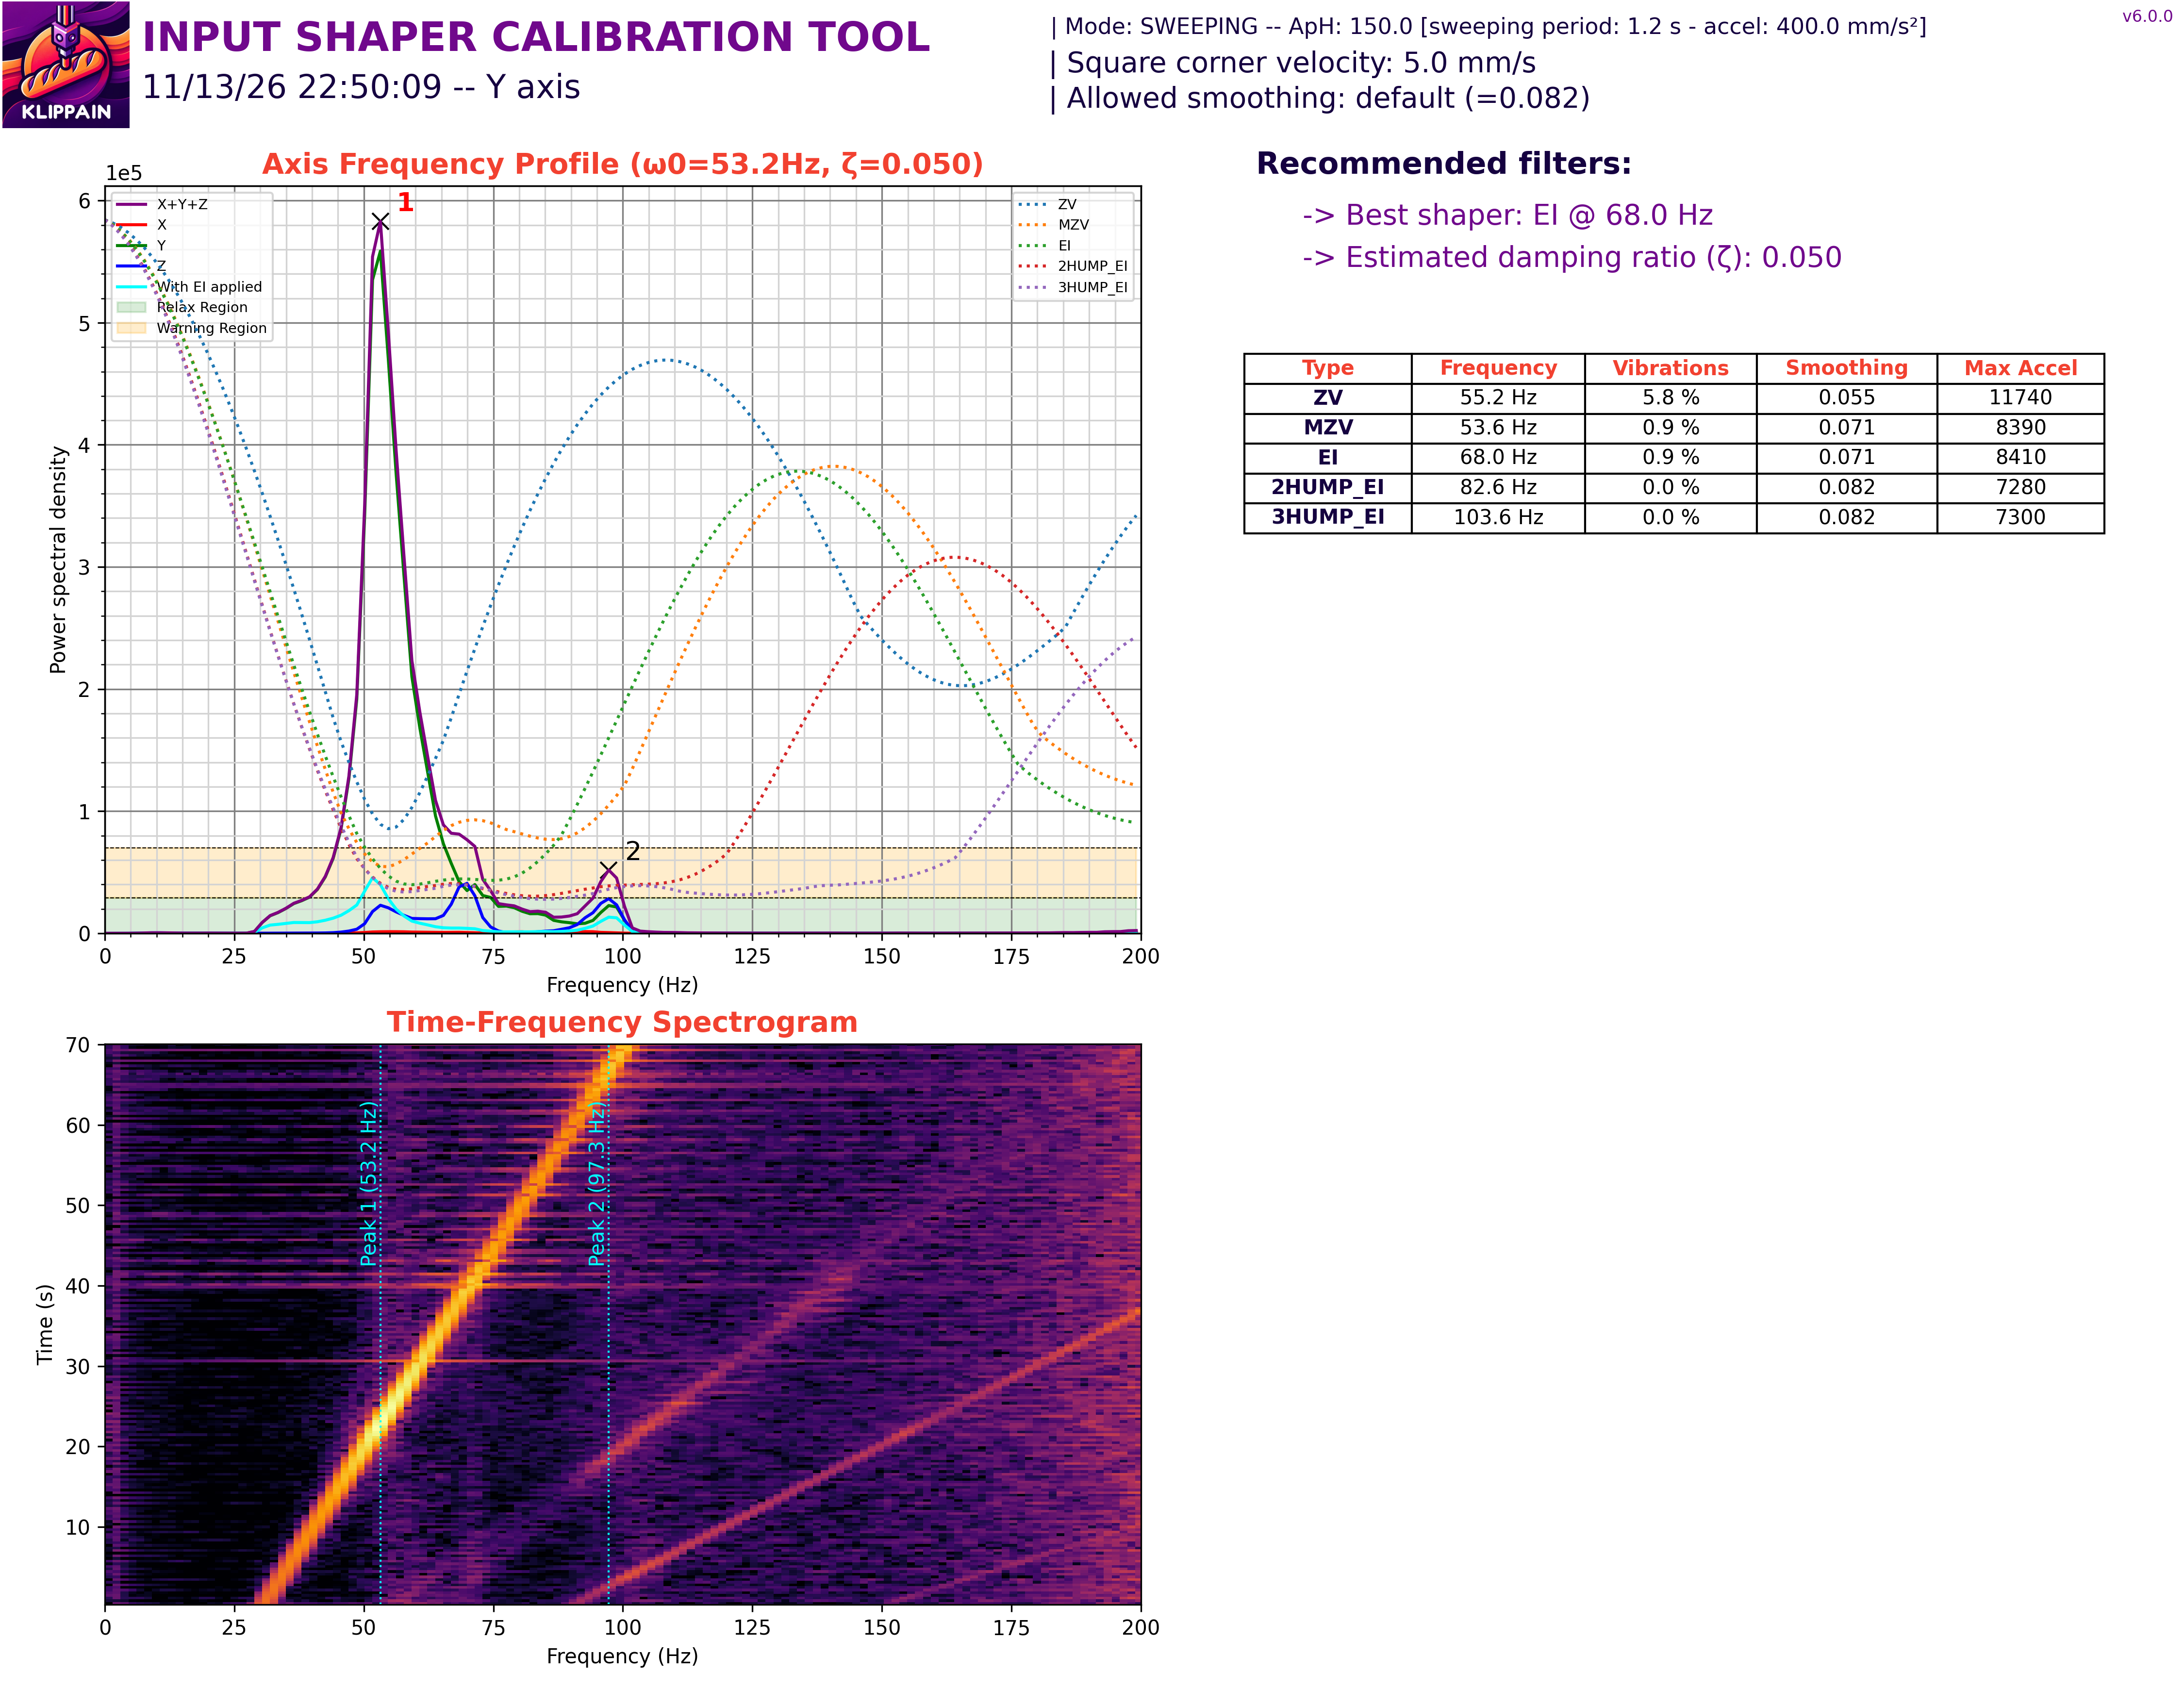 KLIPPAIN
INPUT SHAPER CALIBRATION TOOL
11/13/26 22:50:09 -- Y axis
| Mode: SWEEPING -- ApH: 150.0 [sweeping period: 1.2 s - accel: 400.0 mm/s²]
| Square corner velocity: 5.0 mm/s
| Allowed smoothing: default (=0.082)
v6.0.0
Axis Frequency Profile (ω0=53.2Hz, ζ=0.050)
1e5
Power spectral density
6
5
4
3
2
1
0
X+Y+Z
X
Y
Z
With EI applied
Relax Region
Warning Region
1
2
ZV
MZV
EI
2HUMP_EI
3HUMP_EI
0 25 50 75 100 125 150 175 200
Frequency (Hz)
Recommended filters:
-> Best shaper: EI @ 68.0 Hz
-> Estimated damping ratio (ζ): 0.050
Type Frequency Vibrations Smoothing Max Accel
ZV 55.2 Hz 5.8 % 0.055 11740
MZV 53.6 Hz 0.9 % 0.071 8390
EI 68.0 Hz 0.9 % 0.071 8410
2HUMP_EI 82.6 Hz 0.0 % 0.082 7280
3HUMP_EI 103.6 Hz 0.0 % 0.082 7300
Time-Frequency Spectrogram
Time (s)
70
60
50
40
30
20
10
Peak 1 (53.2 Hz)
Peak 2 (97.3 Hz)
0 25 50 75 100 125 150 175 200
Frequency (Hz)